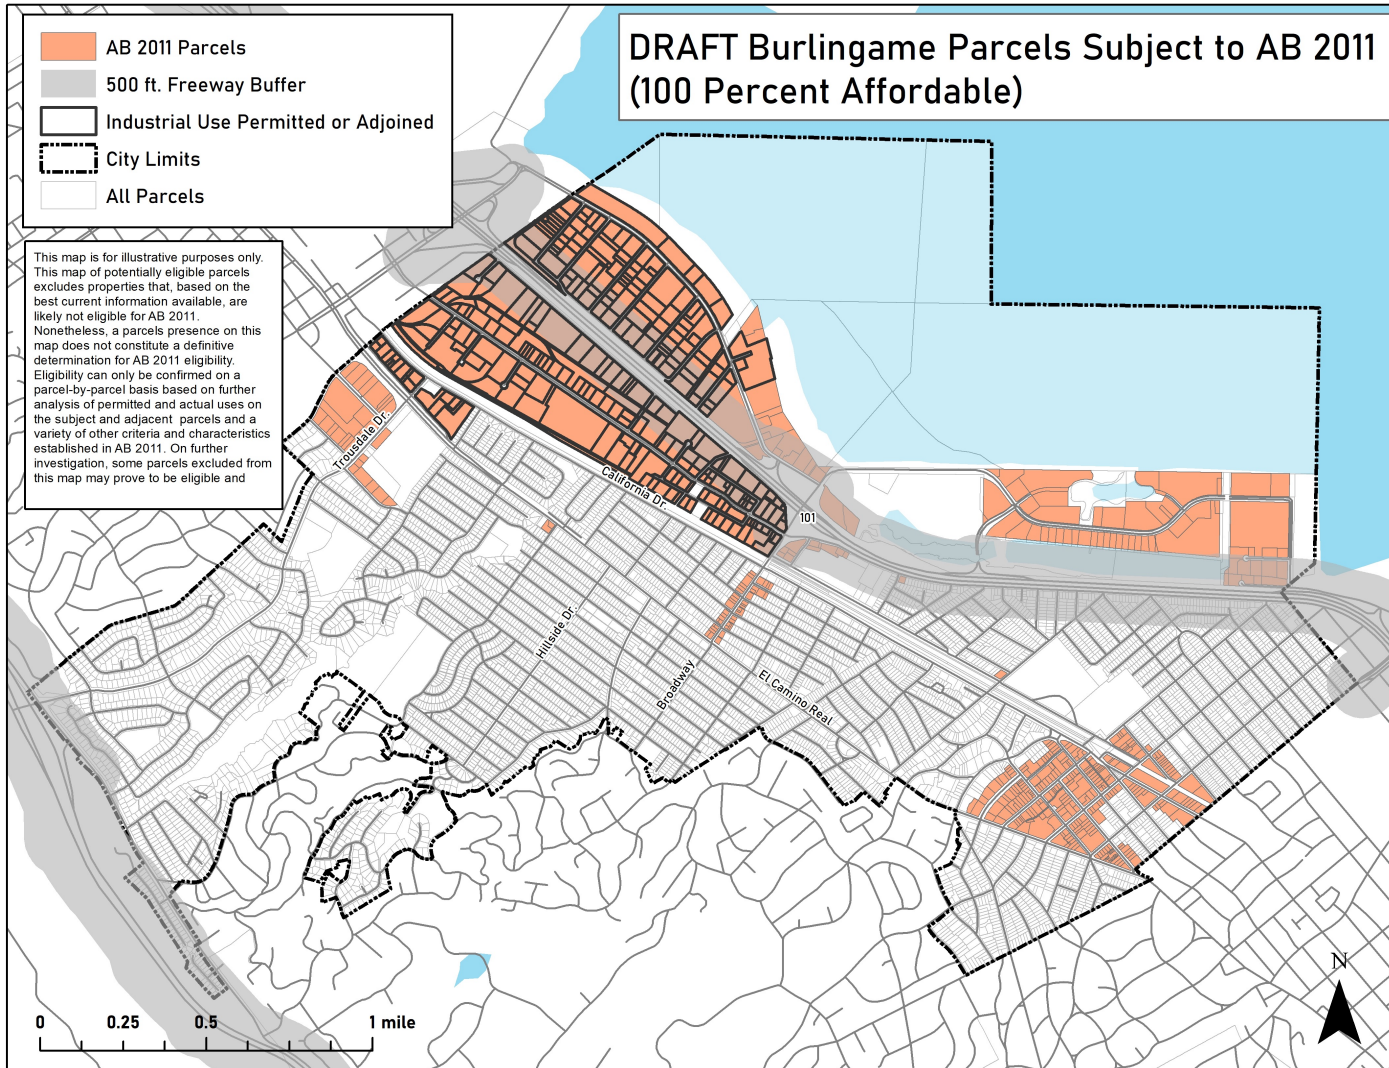 DRAFT Burlingame Parcels Subject to AB 2011
(100 Percent Affordable)
AB 2011 Parcels
500 ft. Freeway Buffer
Industrial Use Permitted or Adjoined
City Limits
All Parcels
This map is for illustrative purposes only.
This map of potentially eligible parcels
excludes properties that, based on the
best current information available, are
likely not eligible for AB 2011.
Nonetheless, a parcels presence on this
map does not constitute a definitive
determination for AB 2011 eligibility.
Eligibility can only be confirmed on a
parcel-by-parcel basis based on further
analysis of permitted and actual uses on
the subject and adjacent parcels and a
variety of other criteria and characteristics
established in AB 2011. On further
investigation, some parcels excluded from
this map may prove to be eligible and
Trousdale Dr.
California Dr.
101
Hillside Dr.
Broadway
El Camino Real
N
0 0.25 0.5 1 mile